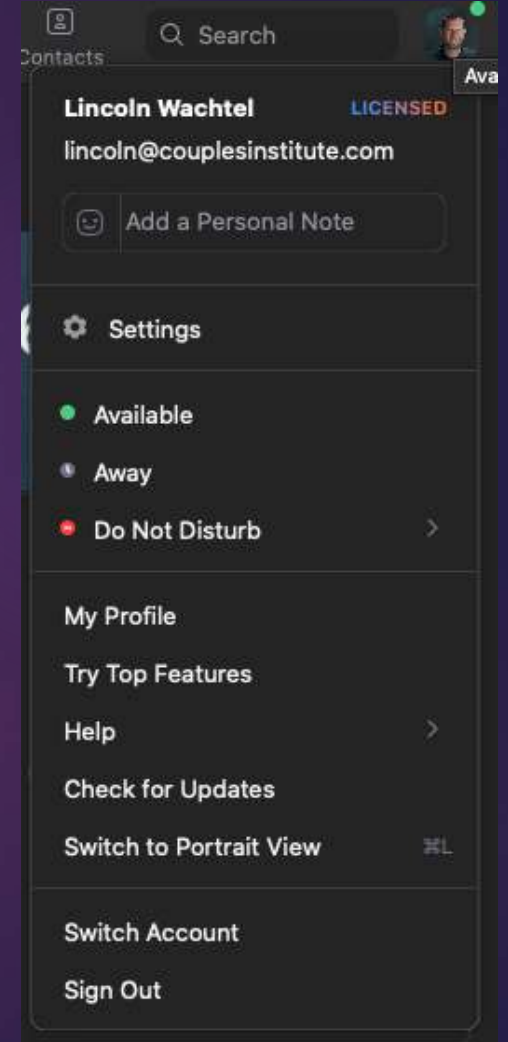 Contacts
Search
Ava
Lincoln Wachtel LICENSED
lincoln@couplesinstitute.com
Add a Personal Note
Settings
Available
Away
Do Not Disturb
My Profile
Try Top Features
Help
Check for Updates
Switch to Portrait View ⌘L
Switch Account
Sign Out